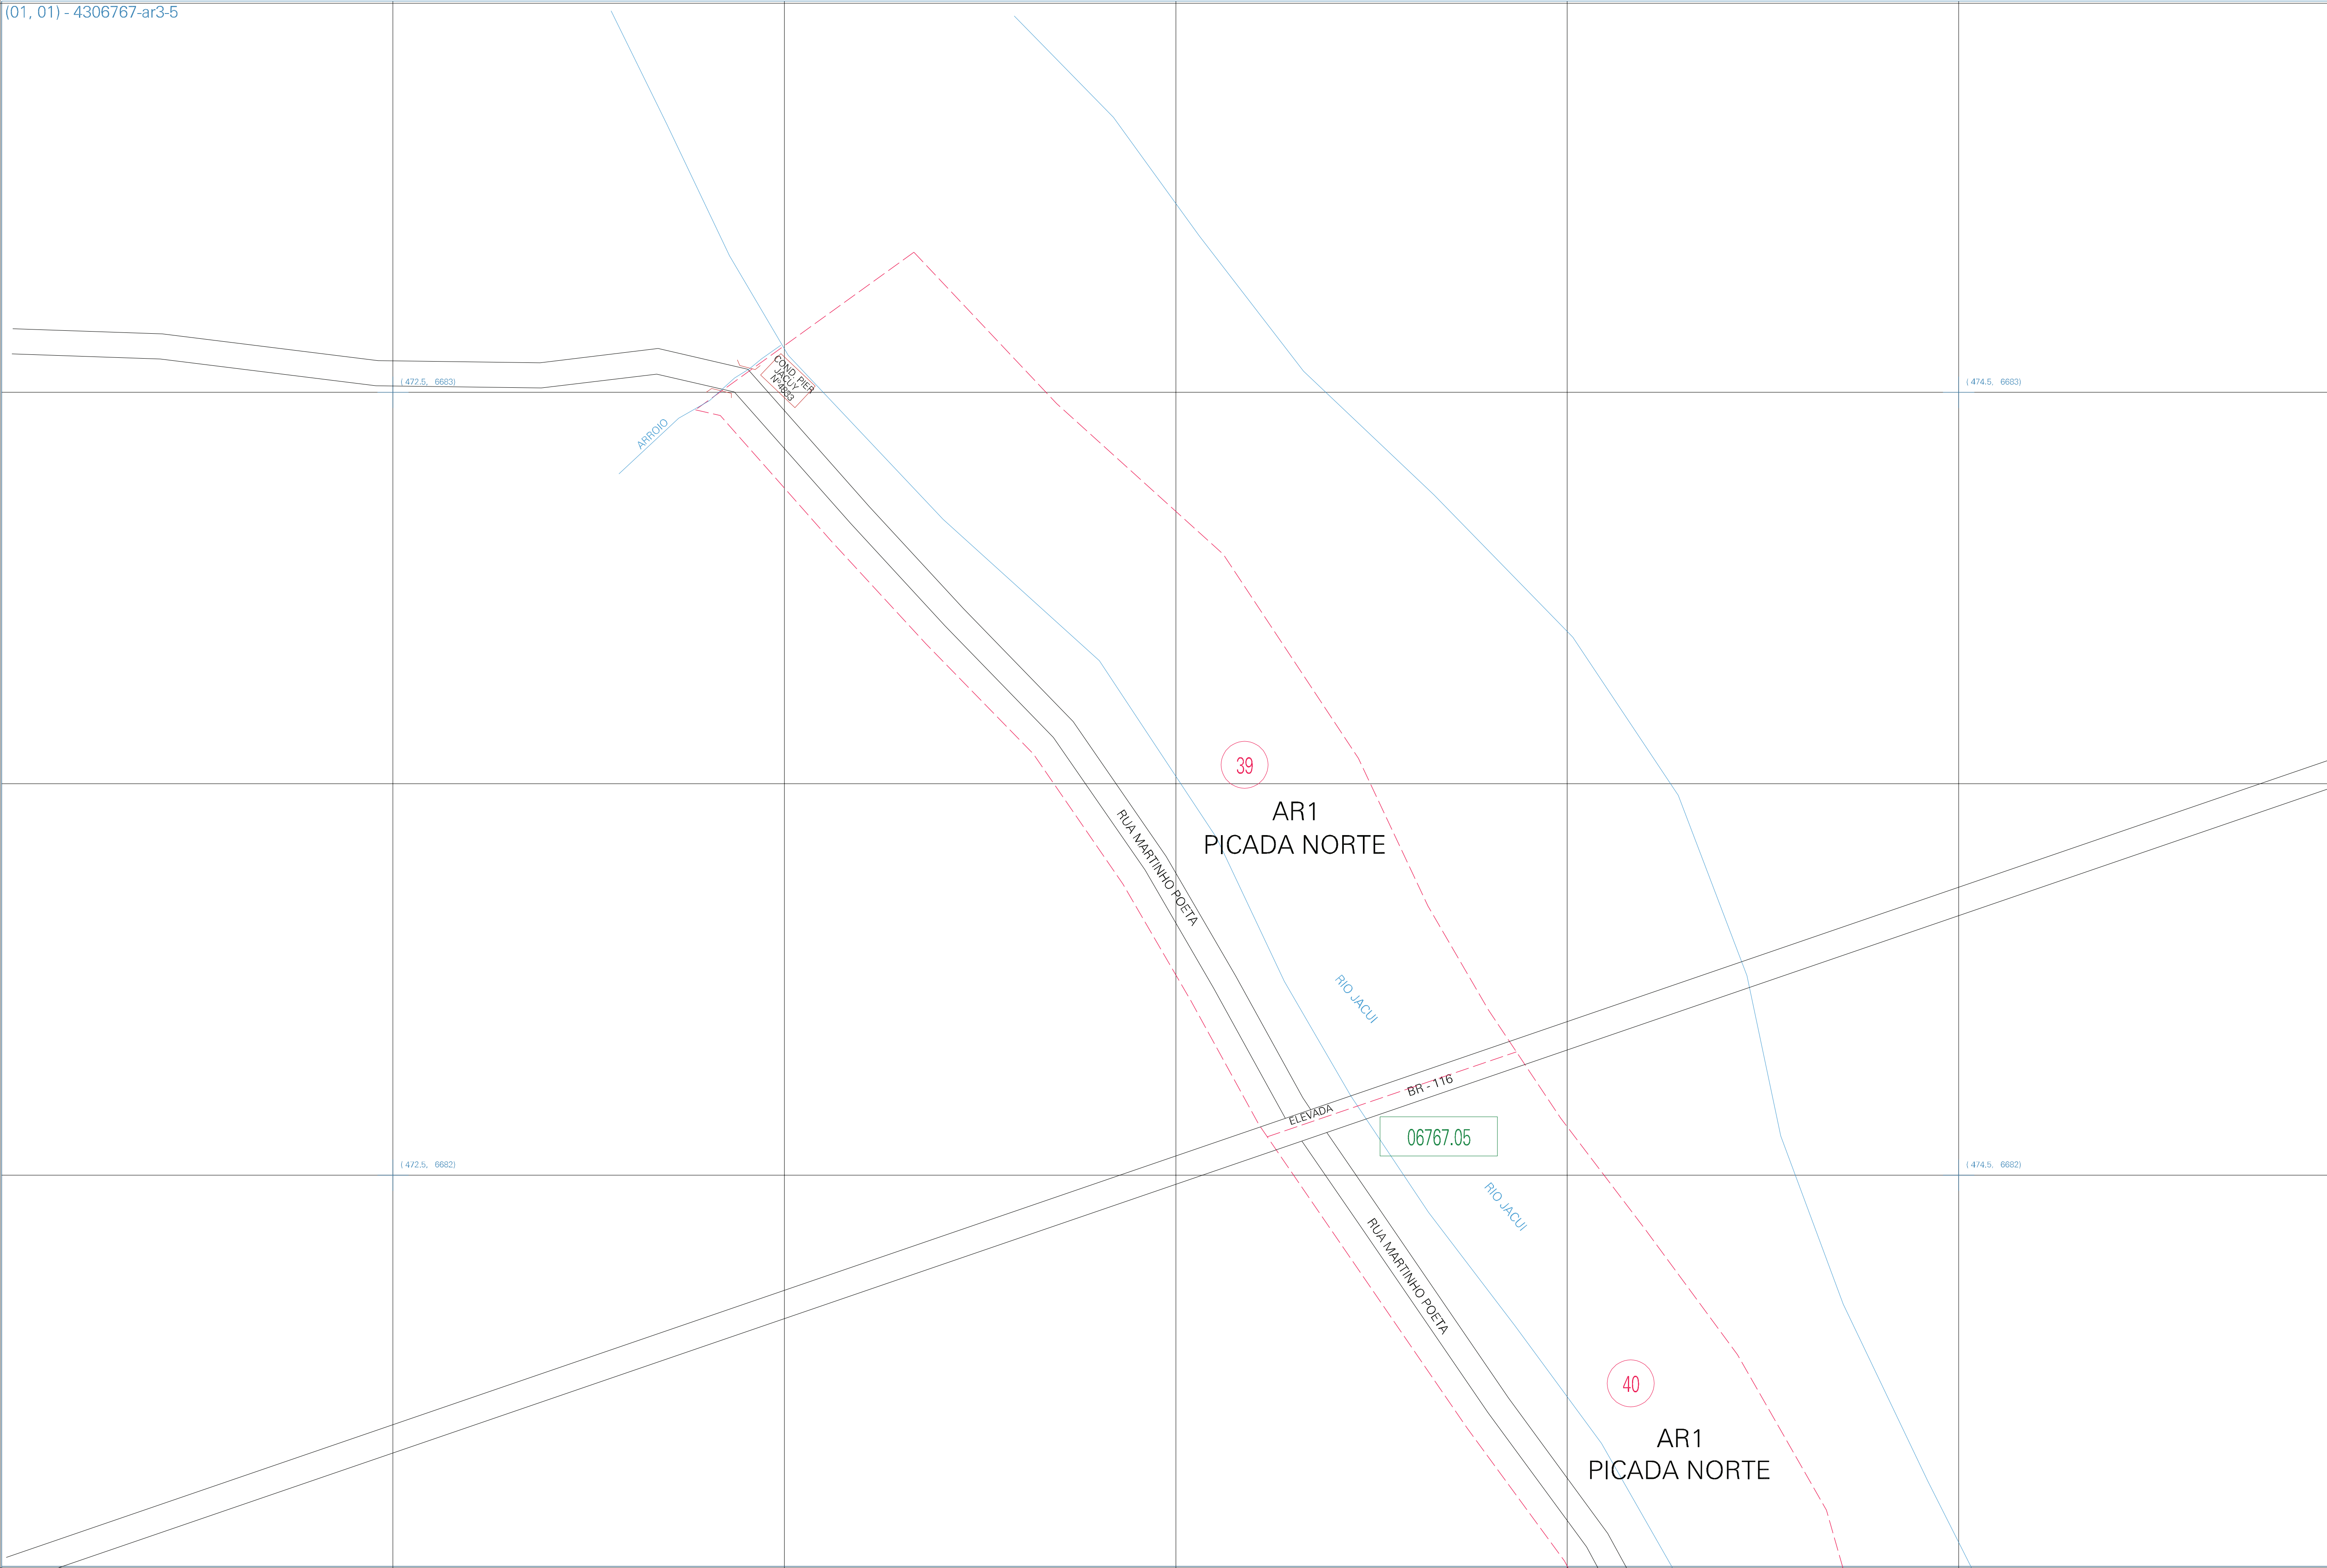 (01, 01) - 4306767-ar3-5
COND. PIER
JACUY
Nº4833
( 472.5, 6683)
( 474.5, 6683)
ARROIO
39
AR1
PICADA NORTE
RUA MARTINHO POETA
RIO JACUI
BR - 116
ELEVADA
06767.05
( 472.5, 6682)
( 474.5, 6682)
RIO JACUI
RUA MARTINHO POETA
40
AR1
PICADA NORTE